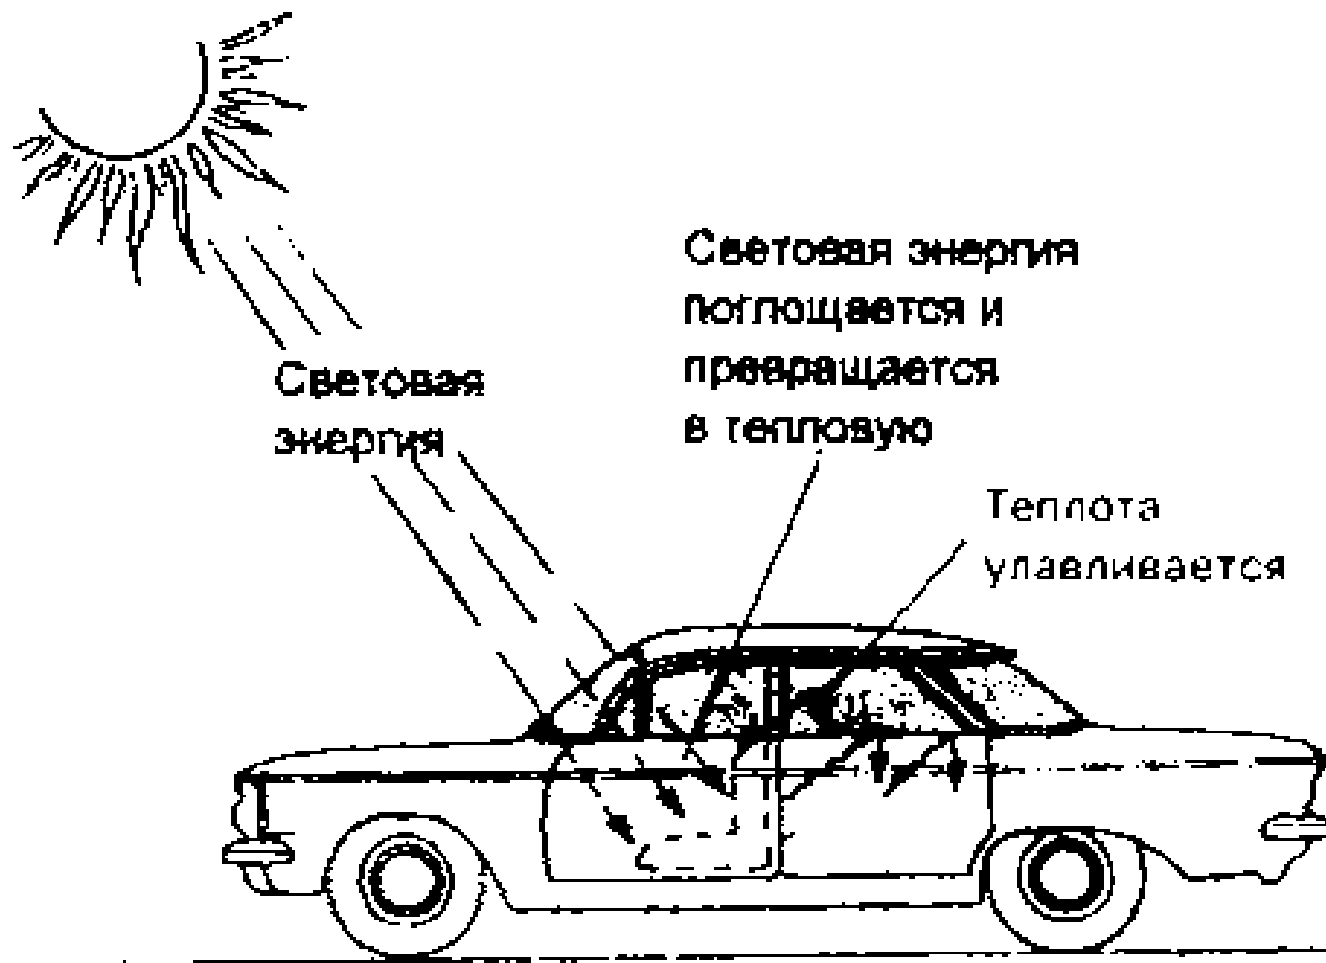 Световая энергия
поглощается и
превращается
в тепловую
Световая
энергия
Теплота
улавливается